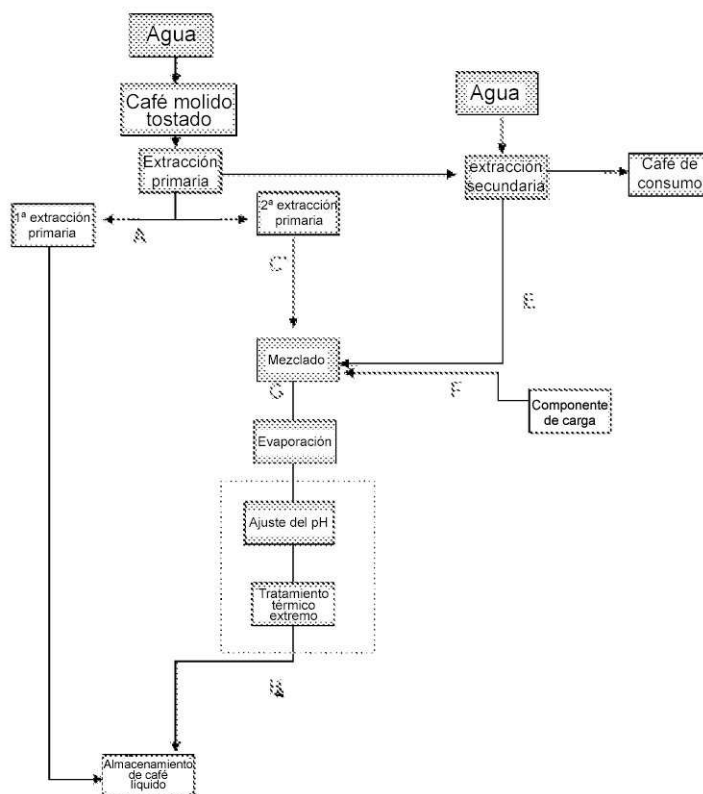 Agua
Café molido
tostado
Agua
Extracción
primaria
extracción
secundaria
Café de
consumo
1ª extracción
primaria
A
2ª extracción
primaria
C
E
Mezclado
G
F
Componente
de carga
Evaporación
Ajuste del pH
Tratamiento
térmico
extremo
Almacenamiento
de café
líquido